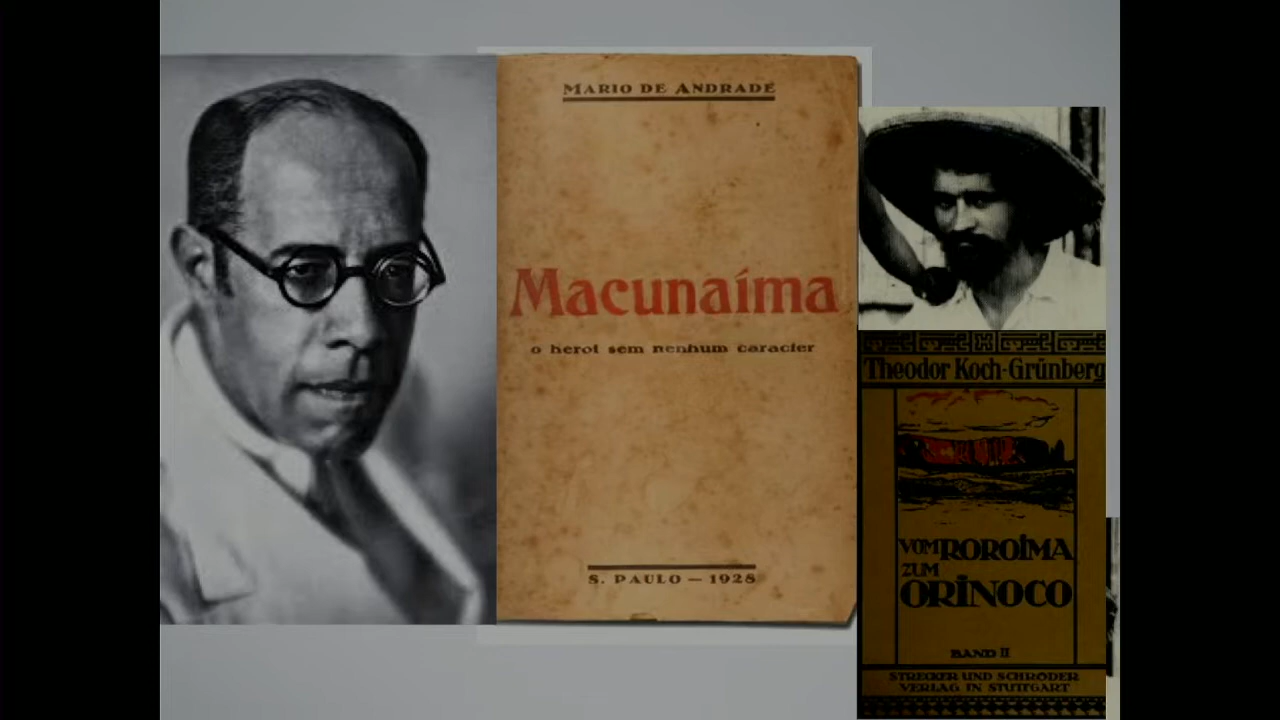 MARIO DE ANDRADE
Macunaíma
o heroi sem nenhum caracter
S. PAULO — 1928
Theodor Koch-Grünberg
VOM ROROIMA
ZUM
ORINOCO
BAND II
STRECKER UND SCHRÖDER
VERLAG IN STUTTGART